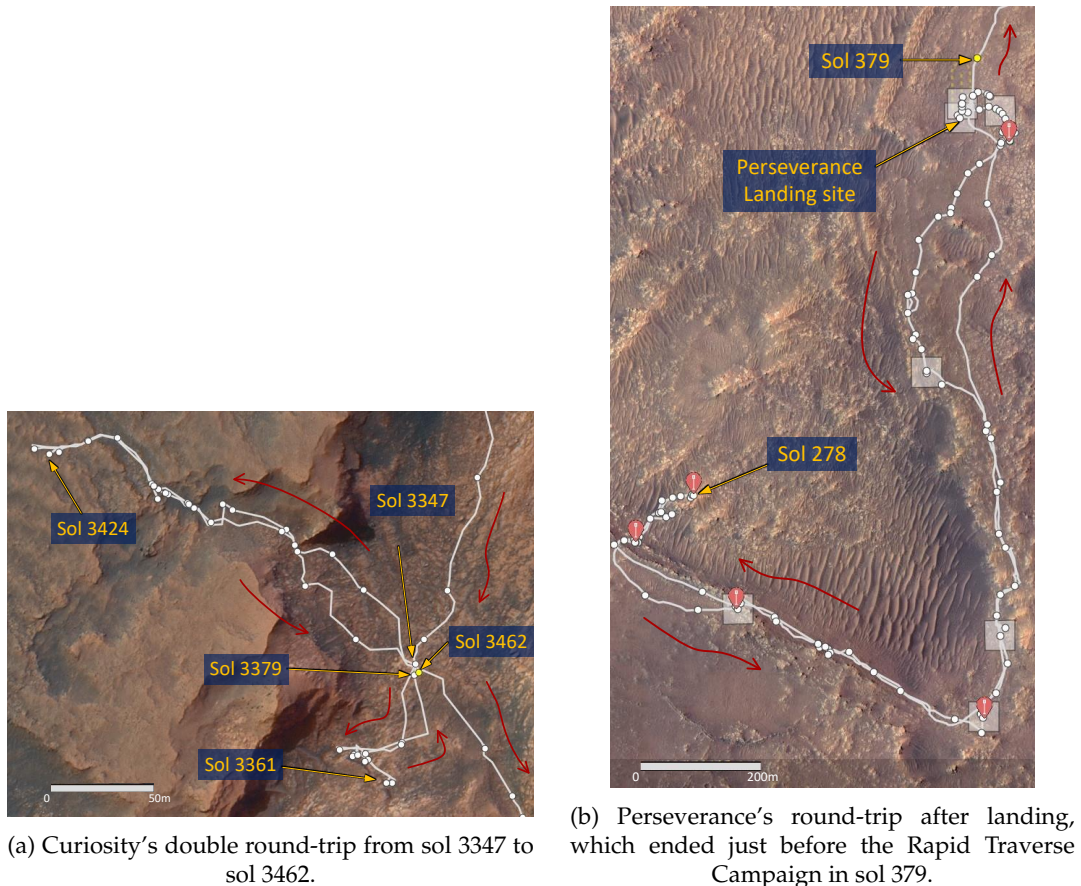 Sol 3424
Sol 3347
Sol 3462
Sol 3379
Sol 3361
0
50m
(a) Curiosity's double round-trip from sol 3347 to
sol 3462.
Sol 379
Perseverance
Landing site
Sol 278
0
200m
(b) Perseverance's round-trip after landing,
which ended just before the Rapid Traverse
Campaign in sol 379.